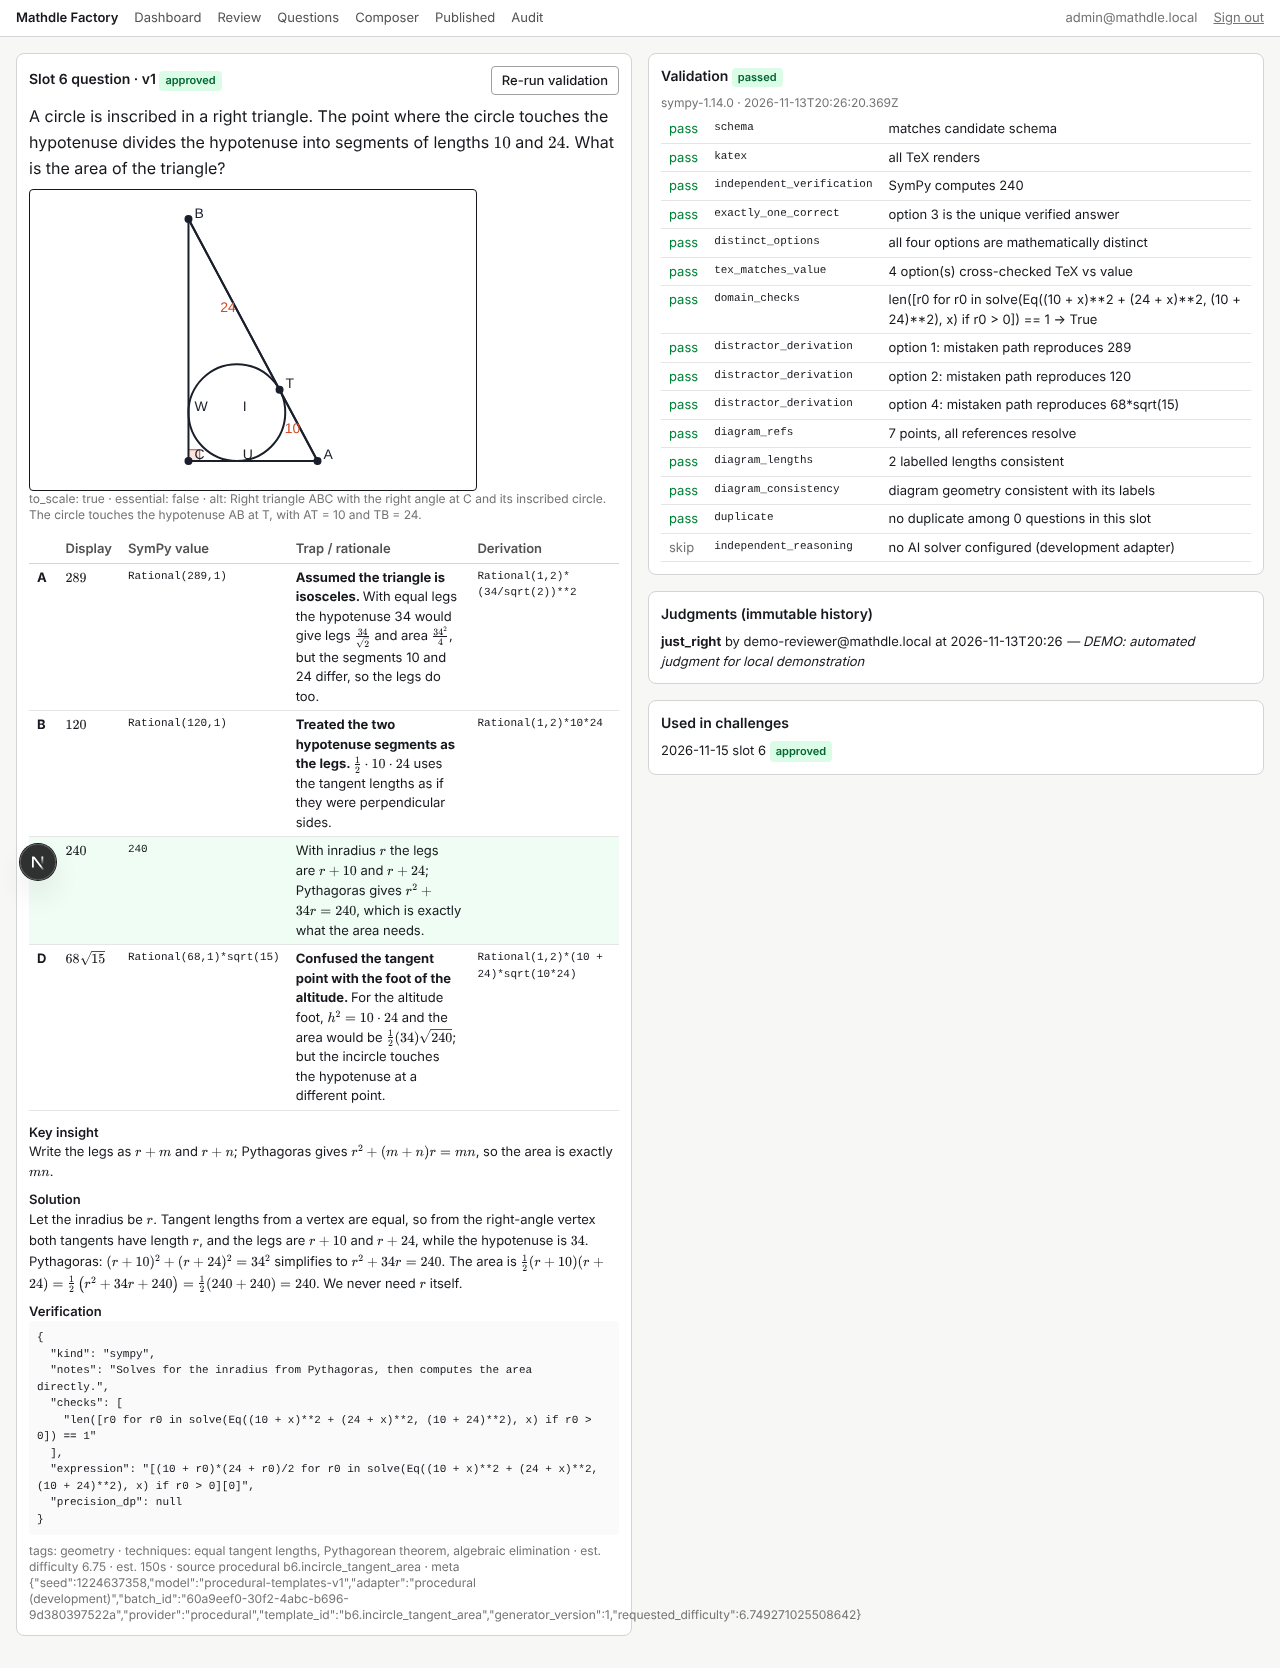 Mathdle Factory Dashboard Review Questions Composer Published Audit admin@mathdle.local Sign out
Slot 6 question · v1 approved Re-run validation
A circle is inscribed in a right triangle. The point where the circle touches the
hypotenuse divides the hypotenuse into segments of lengths 10 and 24. What
is the area of the triangle?
B
24
T
W I
10
C U A
to_scale: true · essential: false · alt: Right triangle ABC with the right angle at C and its inscribed circle.
The circle touches the hypotenuse AB at T, with AT = 10 and TB = 24.
Display SymPy value Trap / rationale Derivation
A 289 Rational(289,1) Assumed the triangle is Rational(1,2)*
isosceles. With equal legs (34/sqrt(2))**2
the hypotenuse 34 would
give legs 34/√2 and area 34²/4,
but the segments 10 and
24 differ, so the legs do
too.
B 120 Rational(120,1) Treated the two Rational(1,2)*10*24
hypotenuse segments as
the legs. 1/2 · 10 · 24 uses
the tangent lengths as if
they were perpendicular
sides.
N 240 240 With inradius r the legs
are r + 10 and r + 24;
Pythagoras gives r² +
34r = 240, which is exactly
what the area needs.
D 68√15 Rational(68,1)*sqrt(15) Confused the tangent Rational(1,2)*(10 +
point with the foot of the 24)*sqrt(10*24)
altitude. For the altitude
foot, h² = 10 · 24 and the
area would be 1/2(34)√240;
but the incircle touches
the hypotenuse at a
different point.
Key insight
Write the legs as r + m and r + n; Pythagoras gives r² + (m + n)r = mn, so the area is exactly
mn.
Solution
Let the inradius be r. Tangent lengths from a vertex are equal, so from the right-angle vertex
both tangents have length r, and the legs are r + 10 and r + 24, while the hypotenuse is 34.
Pythagoras: (r + 10)² + (r + 24)² = 34² simplifies to r² + 34r = 240. The area is 1/2(r + 10)(r +
24) = 1/2 (r² + 34r + 240) = 1/2(240 + 240) = 240. We never need r itself.
Verification
{
"kind": "sympy",
"notes": "Solves for the inradius from Pythagoras, then computes the area
directly.",
"checks": [
"len([r0 for r0 in solve(Eq((10 + x)**2 + (24 + x)**2, (10 + 24)**2), x) if r0 >
0]) == 1"
],
"expression": "[(10 + r0)*(24 + r0)/2 for r0 in solve(Eq((10 + x)**2 + (24 + x)**2,
(10 + 24)**2), x) if r0 > 0][0]",
"precision_dp": null
}
tags: geometry · techniques: equal tangent lengths, Pythagorean theorem, algebraic elimination · est.
difficulty 6.75 · est. 150s · source procedural b6.incircle_tangent_area · meta
{"seed":1224637358,"model":"procedural-templates-v1","adapter":"procedural
(development)","batch_id":"60a9eef0-30f2-4abc-b696-
9d380397522a","provider":"procedural","template_id":"b6.incircle_tangent_area","generator_version":1,"requested_difficulty":6.749271025508642}
Validation passed
sympy-1.14.0 · 2026-11-13T20:26:20.369Z
pass schema matches candidate schema
pass katex all TeX renders
pass independent_verification SymPy computes 240
pass exactly_one_correct option 3 is the unique verified answer
pass distinct_options all four options are mathematically distinct
pass tex_matches_value 4 option(s) cross-checked TeX vs value
pass domain_checks len([r0 for r0 in solve(Eq((10 + x)**2 + (24 + x)**2, (10 +
24)**2), x) if r0 > 0]) == 1 → True
pass distractor_derivation option 1: mistaken path reproduces 289
pass distractor_derivation option 2: mistaken path reproduces 120
pass distractor_derivation option 4: mistaken path reproduces 68*sqrt(15)
pass diagram_refs 7 points, all references resolve
pass diagram_lengths 2 labelled lengths consistent
pass diagram_consistency diagram geometry consistent with its labels
pass duplicate no duplicate among 0 questions in this slot
skip independent_reasoning no AI solver configured (development adapter)
Judgments (immutable history)
just_right by demo-reviewer@mathdle.local at 2026-11-13T20:26 — DEMO: automated
judgment for local demonstration
Used in challenges
2026-11-15 slot 6 approved